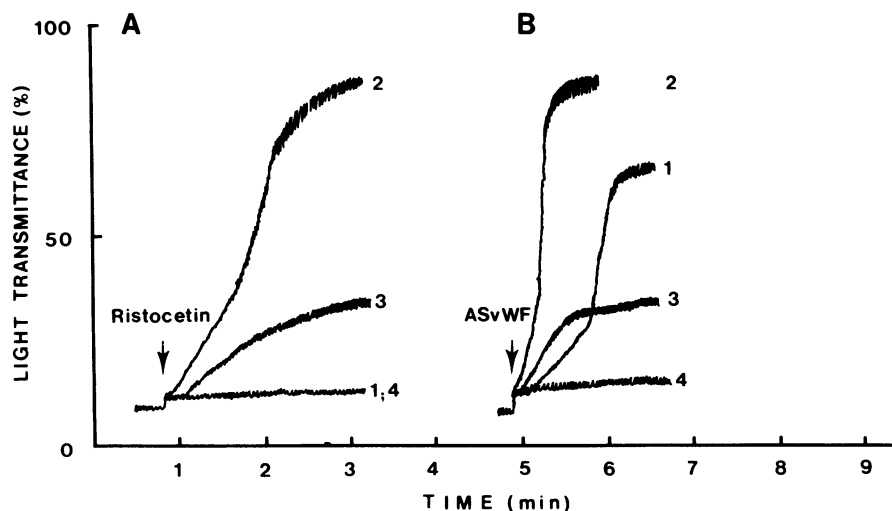 100
A
B
2
2
1
LIGHT TRANSMITTANCE (%)
50
Ristocetin
3
ASvWF
3
1;4
4
0
1 2 3 4 5 6 7 8 9
TIME (min)